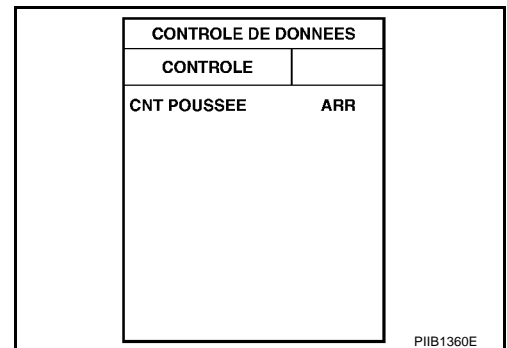 CONTROLE DE DONNEES
CONTROLE
CNT POUSSEE ARR
PIIB1360E